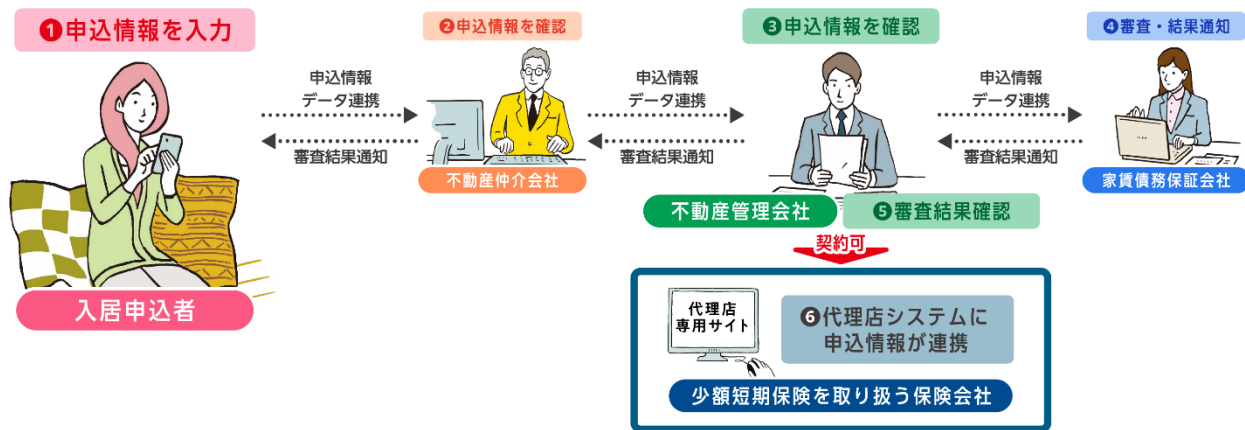 ❶申込情報を入力
❷申込情報を確認
❸申込情報を確認
❹審査・結果通知
申込情報
データ連携
審査結果通知
申込情報
データ連携
審査結果通知
申込情報
データ連携
審査結果通知
不動産仲介会社
家賃債務保証会社
不動産管理会社
❺審査結果確認
契約可
入居申込者
代理店
専用サイト
❻代理店システムに
申込情報が連携
少額短期保険を取り扱う保険会社